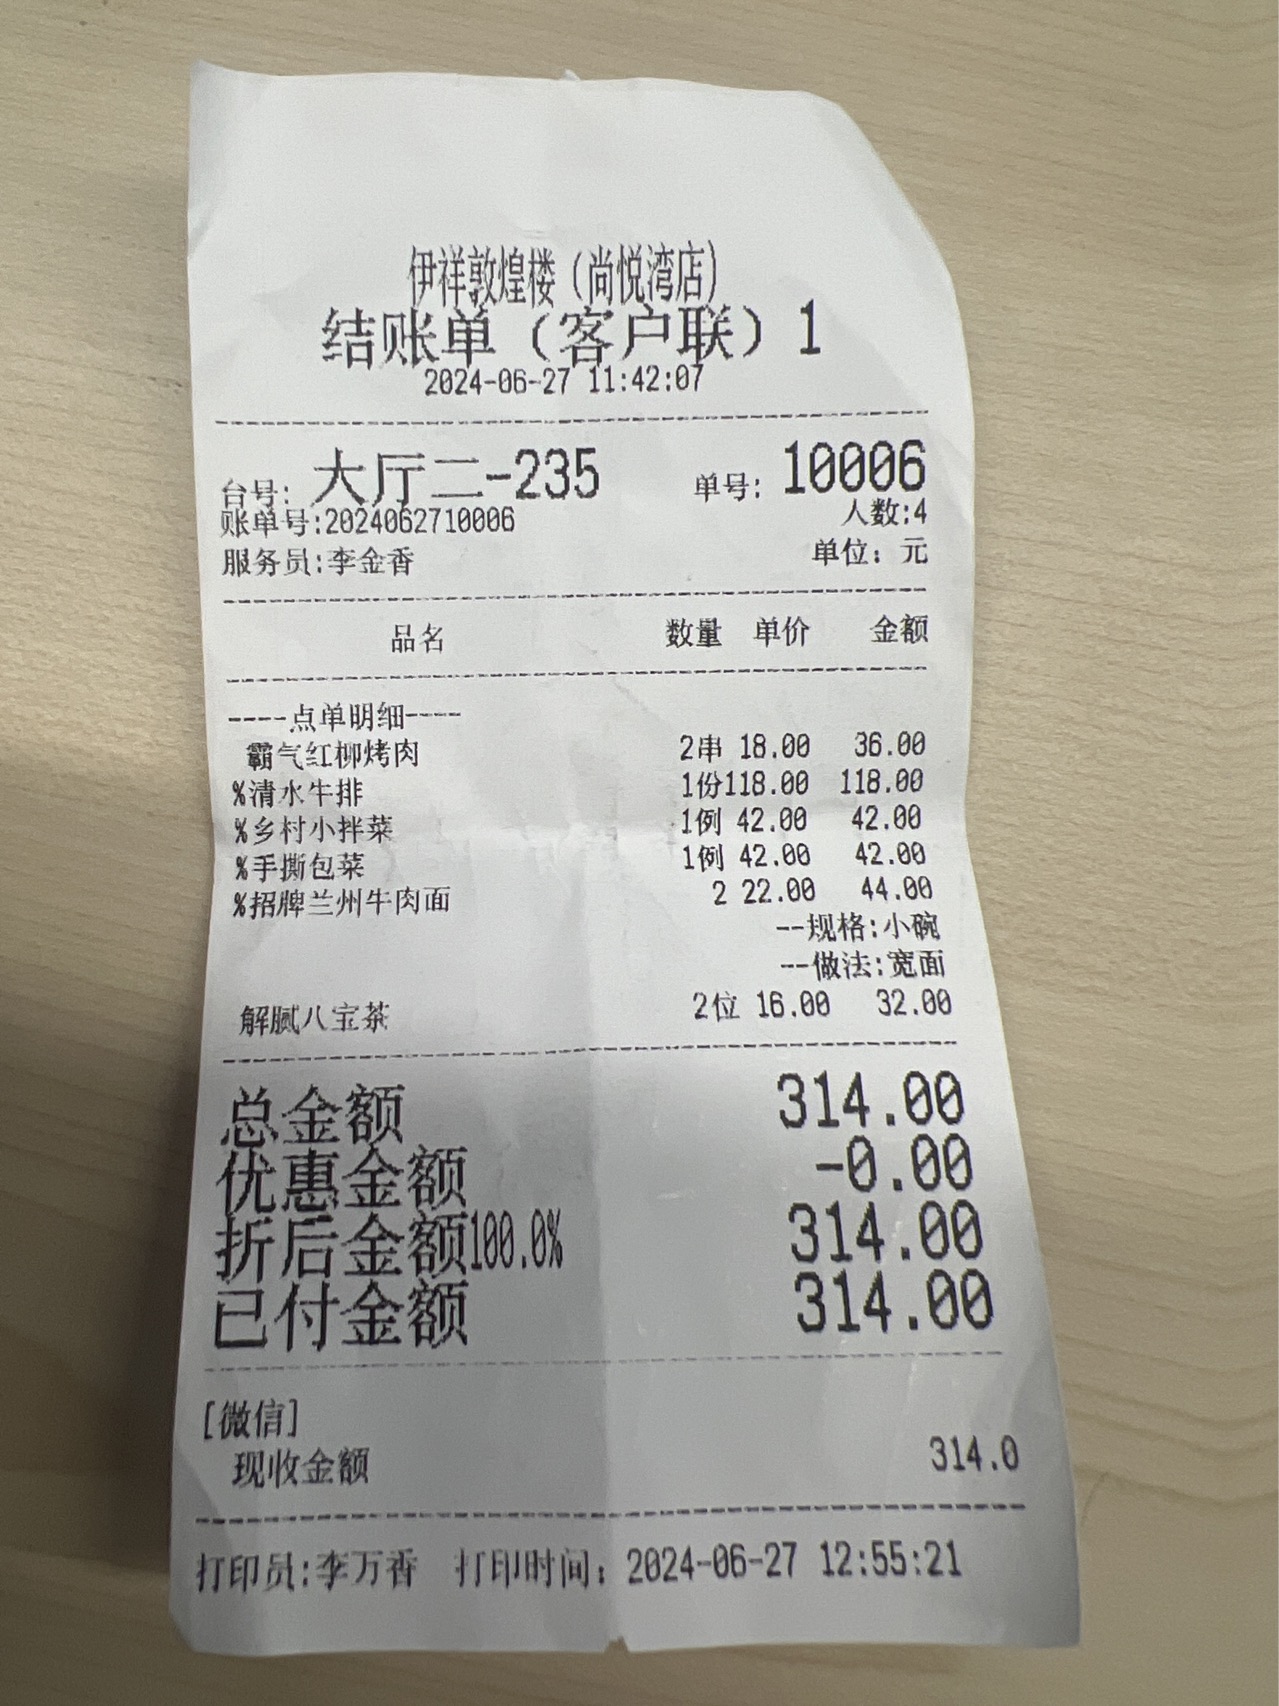 伊祥敦煌楼（尚悦湾店）
结账单（客户联）1
2024-06-27 11:42:07
台号: 大厅二-235 单号: 10006
账单号:2024062710006 人数:4
服务员:李金香 单位: 元
品名 数量 单价 金额
----点单明细----
霸气红柳烤肉 2串 18.00 36.00
%清水牛排 1份118.00 118.00
%乡村小拌菜 1例 42.00 42.00
%手撕包菜 1例 42.00 42.00
%招牌兰州牛肉面 2 22.00 44.00
--规格:小碗
--做法:宽面
解腻八宝茶 2位 16.00 32.00
总金额 314.00
优惠金额 -0.00
折后金额100.0% 314.00
已付金额 314.00
[微信]
现收金额 314.0
打印员:李万香 打印时间: 2024-06-27 12:55:21